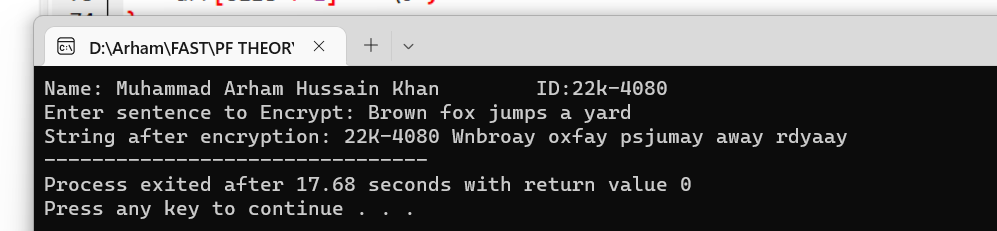 D:\Arham\FAST\PF THEOR
Name: Muhammad Arham Hussain Khan ID:22k-4080
Enter sentence to Encrypt: Brown fox jumps a yard
String after encryption: 22K-4080 Wnbroay oxfay psjumay away rdyaay
--------------------------------
Process exited after 17.68 seconds with return value 0
Press any key to continue . . .